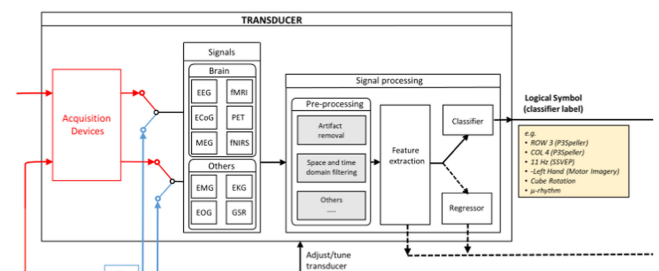 TRANSDUCER
Acquisition
Devices
Signals
Brain
EEG
fMRI
ECoG
PET
MEG
fNIRS
Others
EMG
EKG
EOG
GSR
Signal processing
Pre-processing
Artifact
removal
Space and time
domain filtering
Others
.....
Feature
extraction
Classifier
Regressor
Logical Symbol
(classifier label)
e.g.
• ROW 3 (P3Speller)
• COL 4 (P3Speller)
• 11 Hz (SSVEP)
• -Left Hand (Motor Imagery)
• Cube Rotation
• μ-rhythm
Adjust/tune
transducer